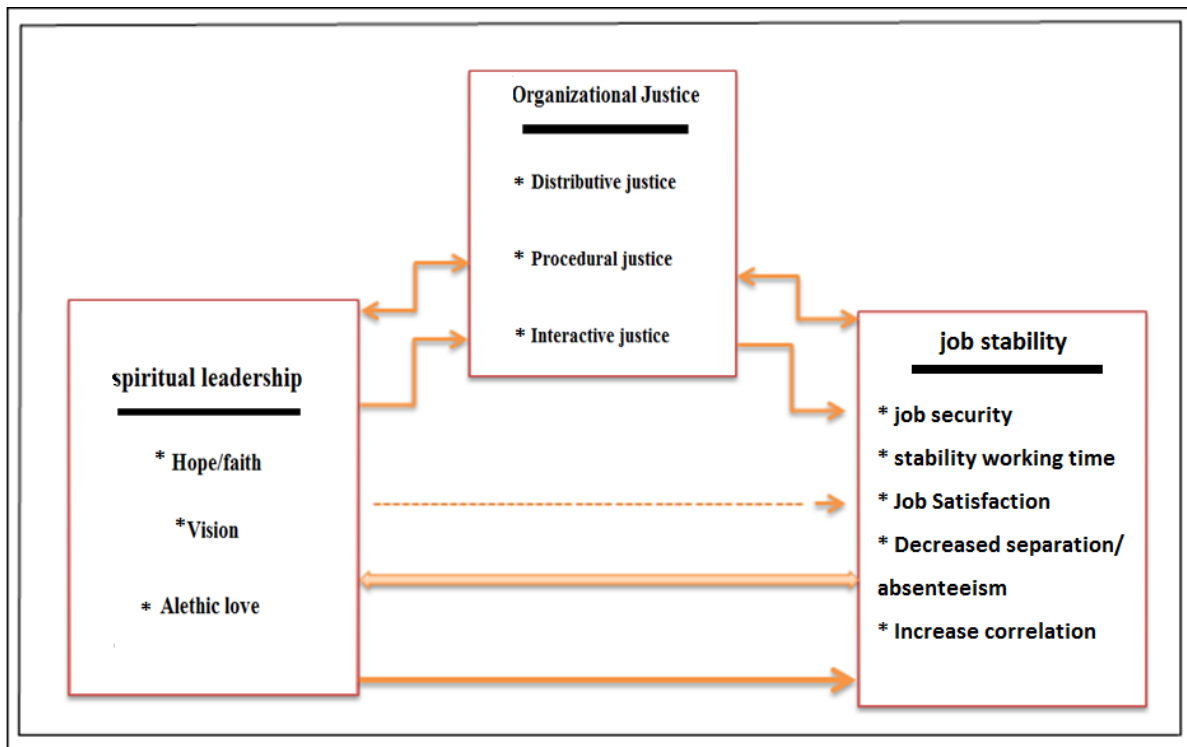 Organizational Justice
* Distributive justice
* Procedural justice
* Interactive justice
spiritual leadership
* Hope/faith
*Vision
* Alethic love
job stability
* job security
* stability working time
* Job Satisfaction
* Decreased separation/
absenteeism
* Increase correlation